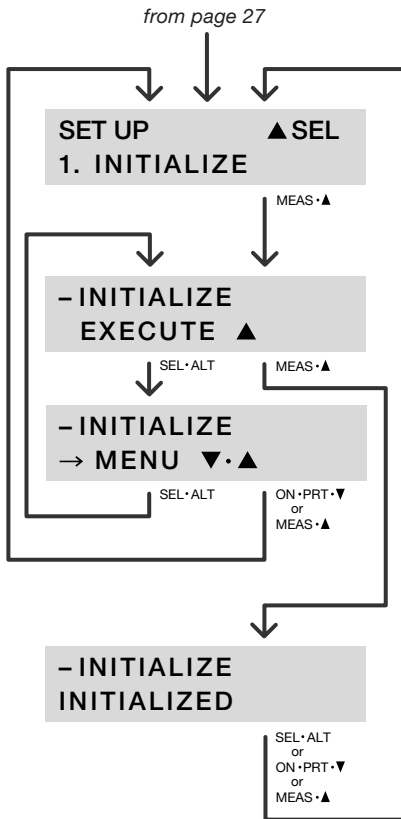 from page 27
SET UP ▲SEL
1. INITIALIZE
MEAS·▲
–INITIALIZE
EXECUTE ▲
SEL·ALT MEAS·▲
–INITIALIZE
→ MENU ▼·▲
SEL·ALT ON·PRT·▼
or
MEAS·▲
–INITIALIZE
INITIALIZED
SEL·ALT
or
ON·PRT·▼
or
MEAS·▲